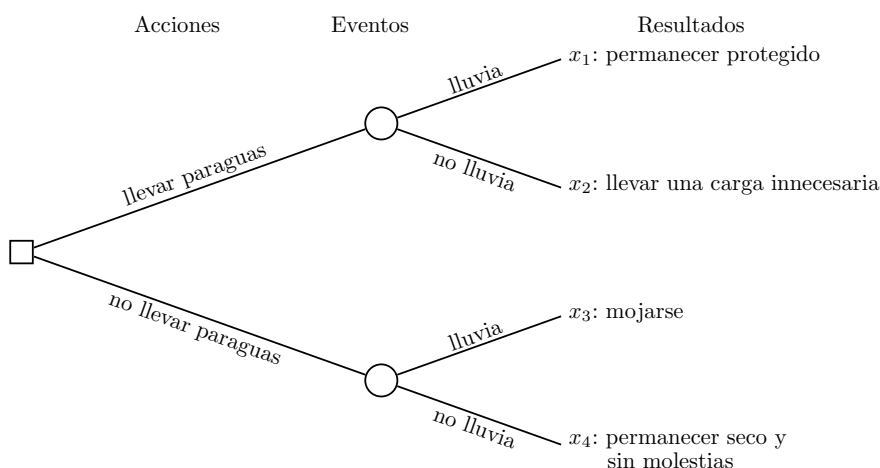 Acciones Eventos Resultados
lluvia x₁: permanecer protegido
llevar paraguas
no lluvia x₂: llevar una carga innecesaria
no llevar paraguas
lluvia x₃: mojarse
no lluvia x₄: permanecer seco y
sin molestias